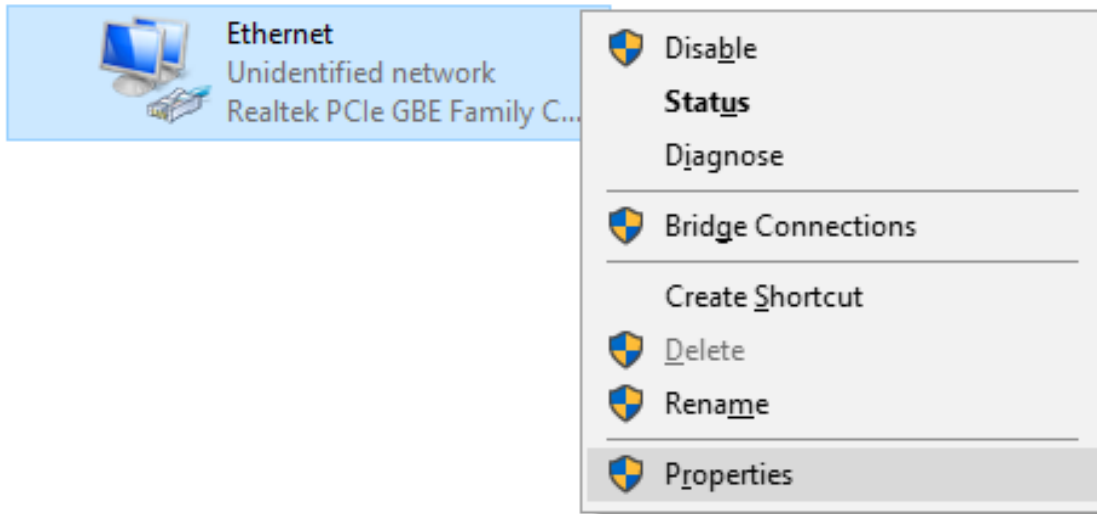 Ethernet
Unidentified network
Realtek PCIe GBE Family C...
Disable
Status
Diagnose
Bridge Connections
Create Shortcut
Delete
Rename
Properties